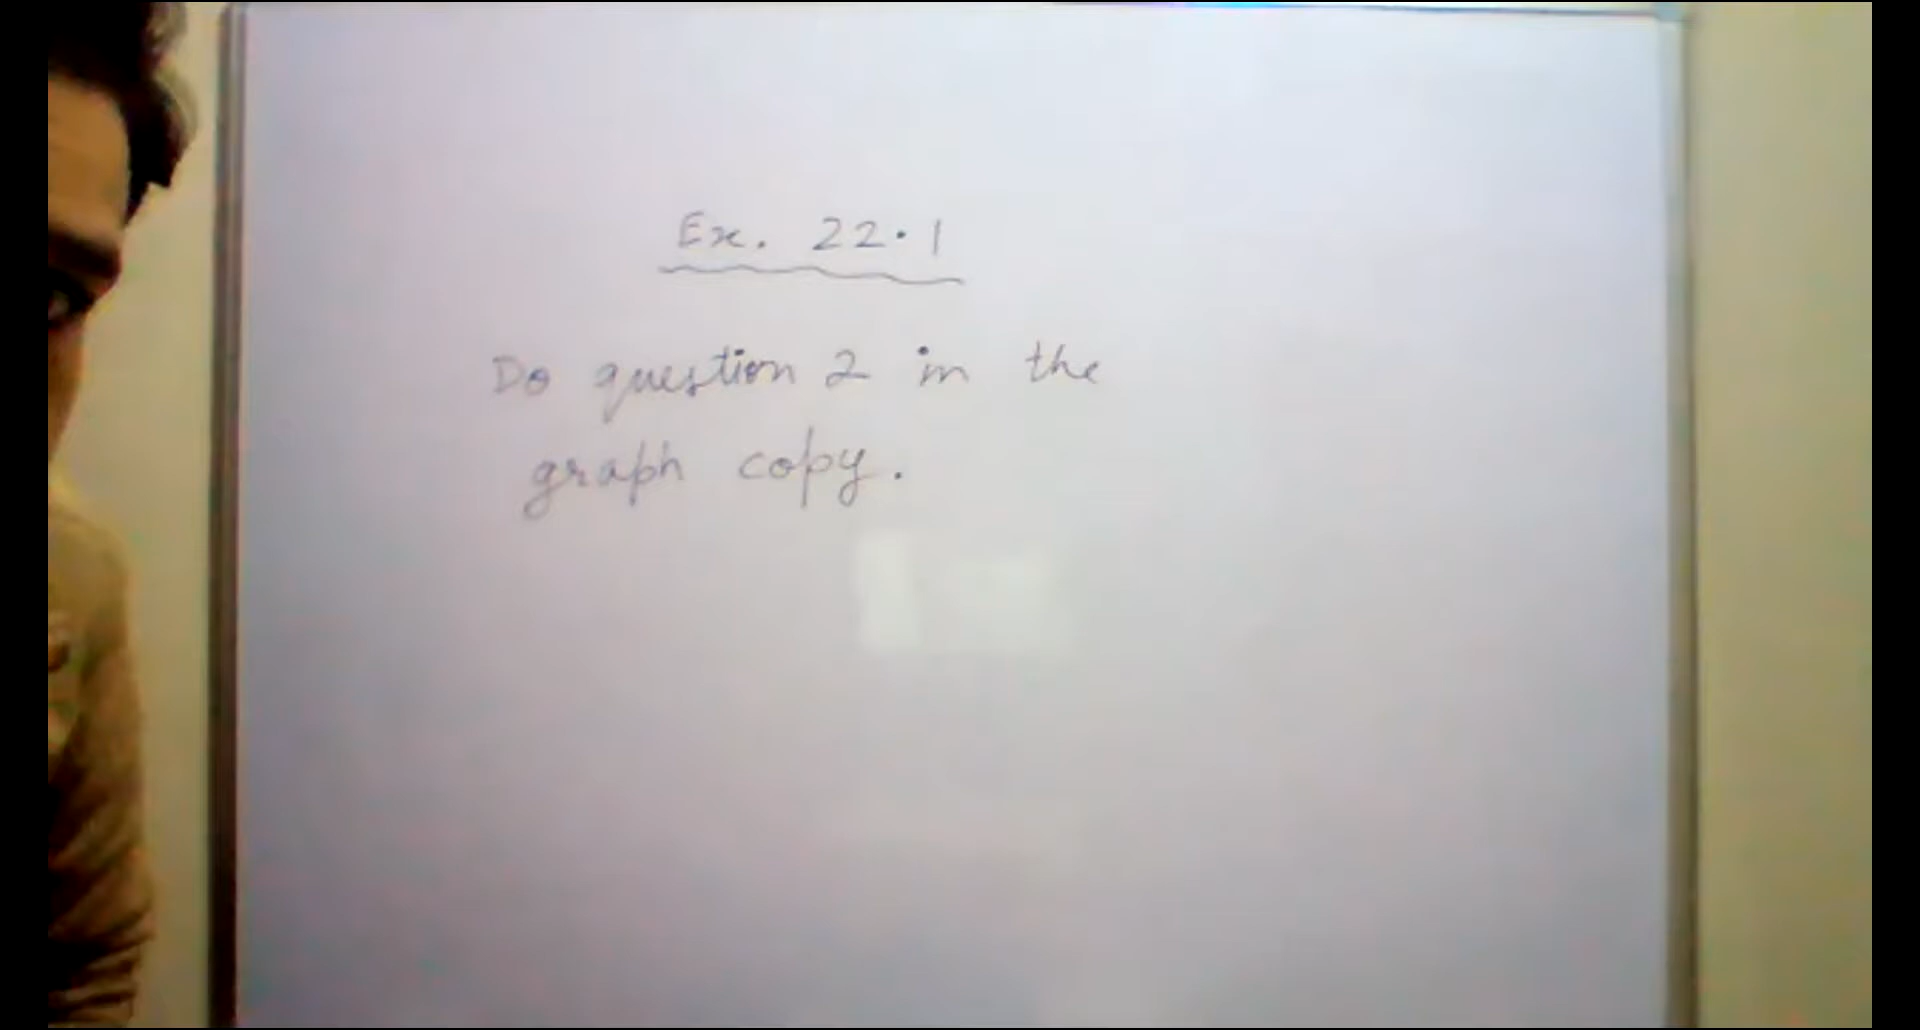 Ex. 22.1
Do question 2 in the
graph copy.